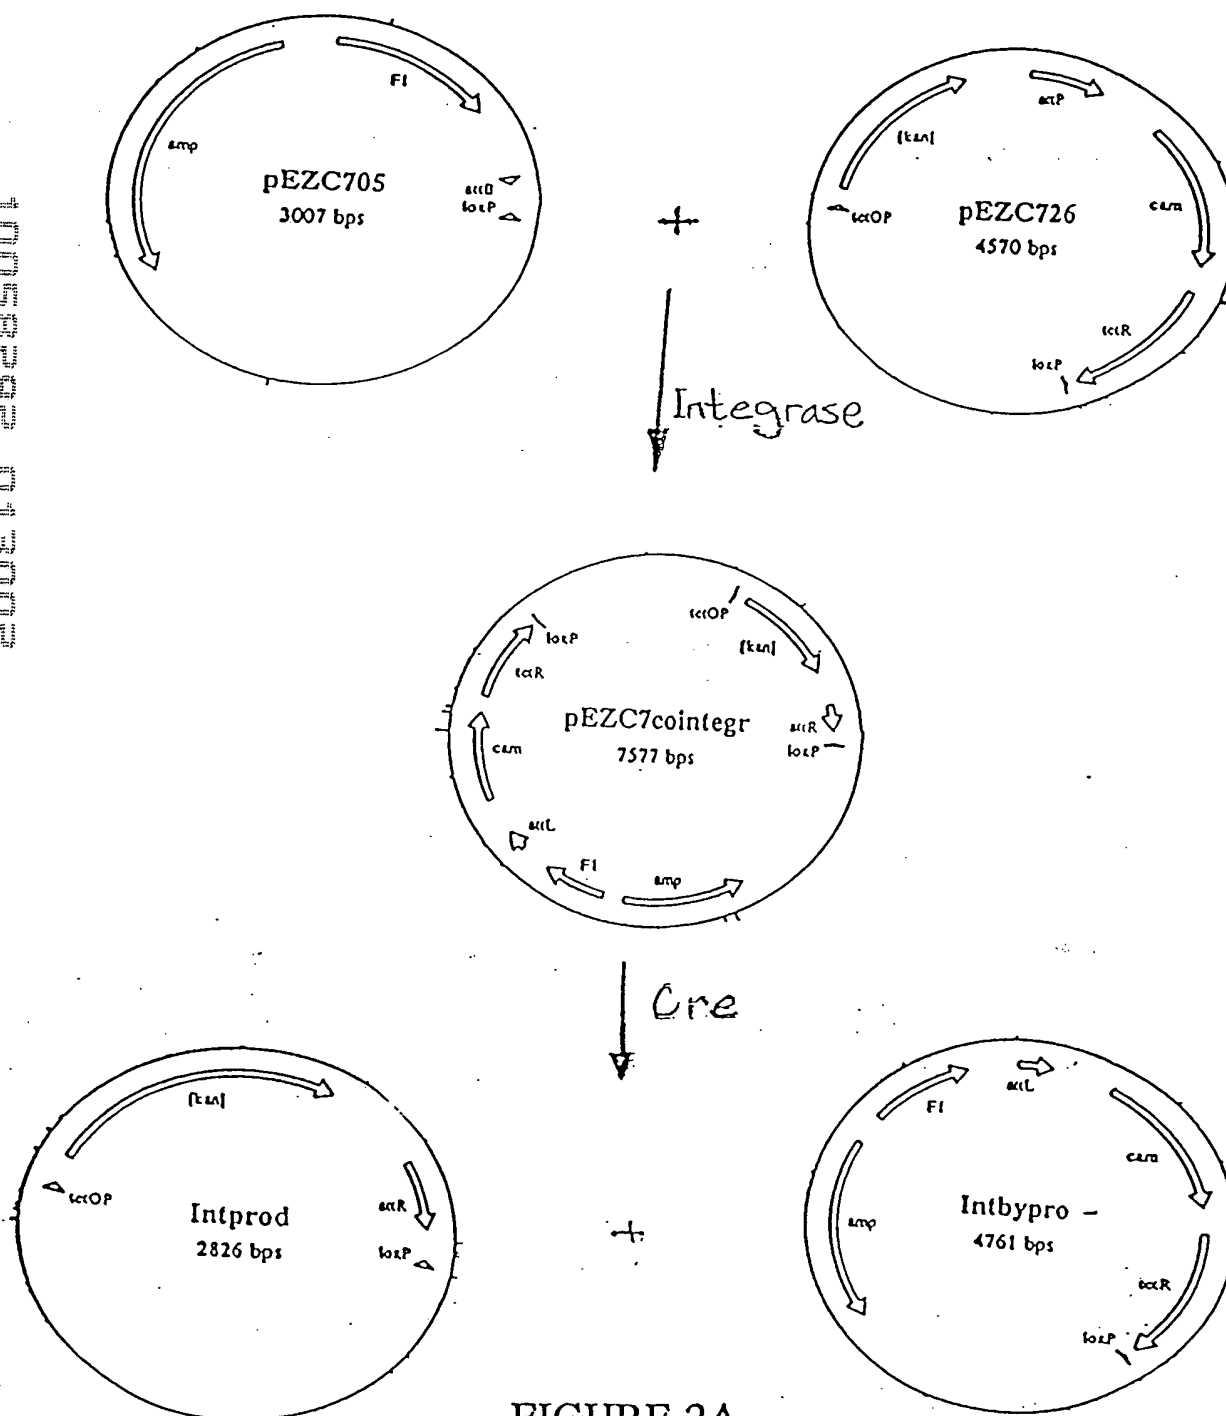 F1
amp
pEZC705
3007 bps
attB
loxP
[kan]
attP
pEZC726
4570 bps
cam
tetOP
tetR
loxP
Integrase
tetOP
loxP
[kan]
tetR
pEZC7cointegr
7577 bps
attR
loxP
cam
attL
F1
amp
Cre
[kan]
tetOP
Intprod
2826 bps
attR
loxP
attL
F1
cam
amp
Intbypro -
4761 bps
tetR
loxP
FIGURE 2A